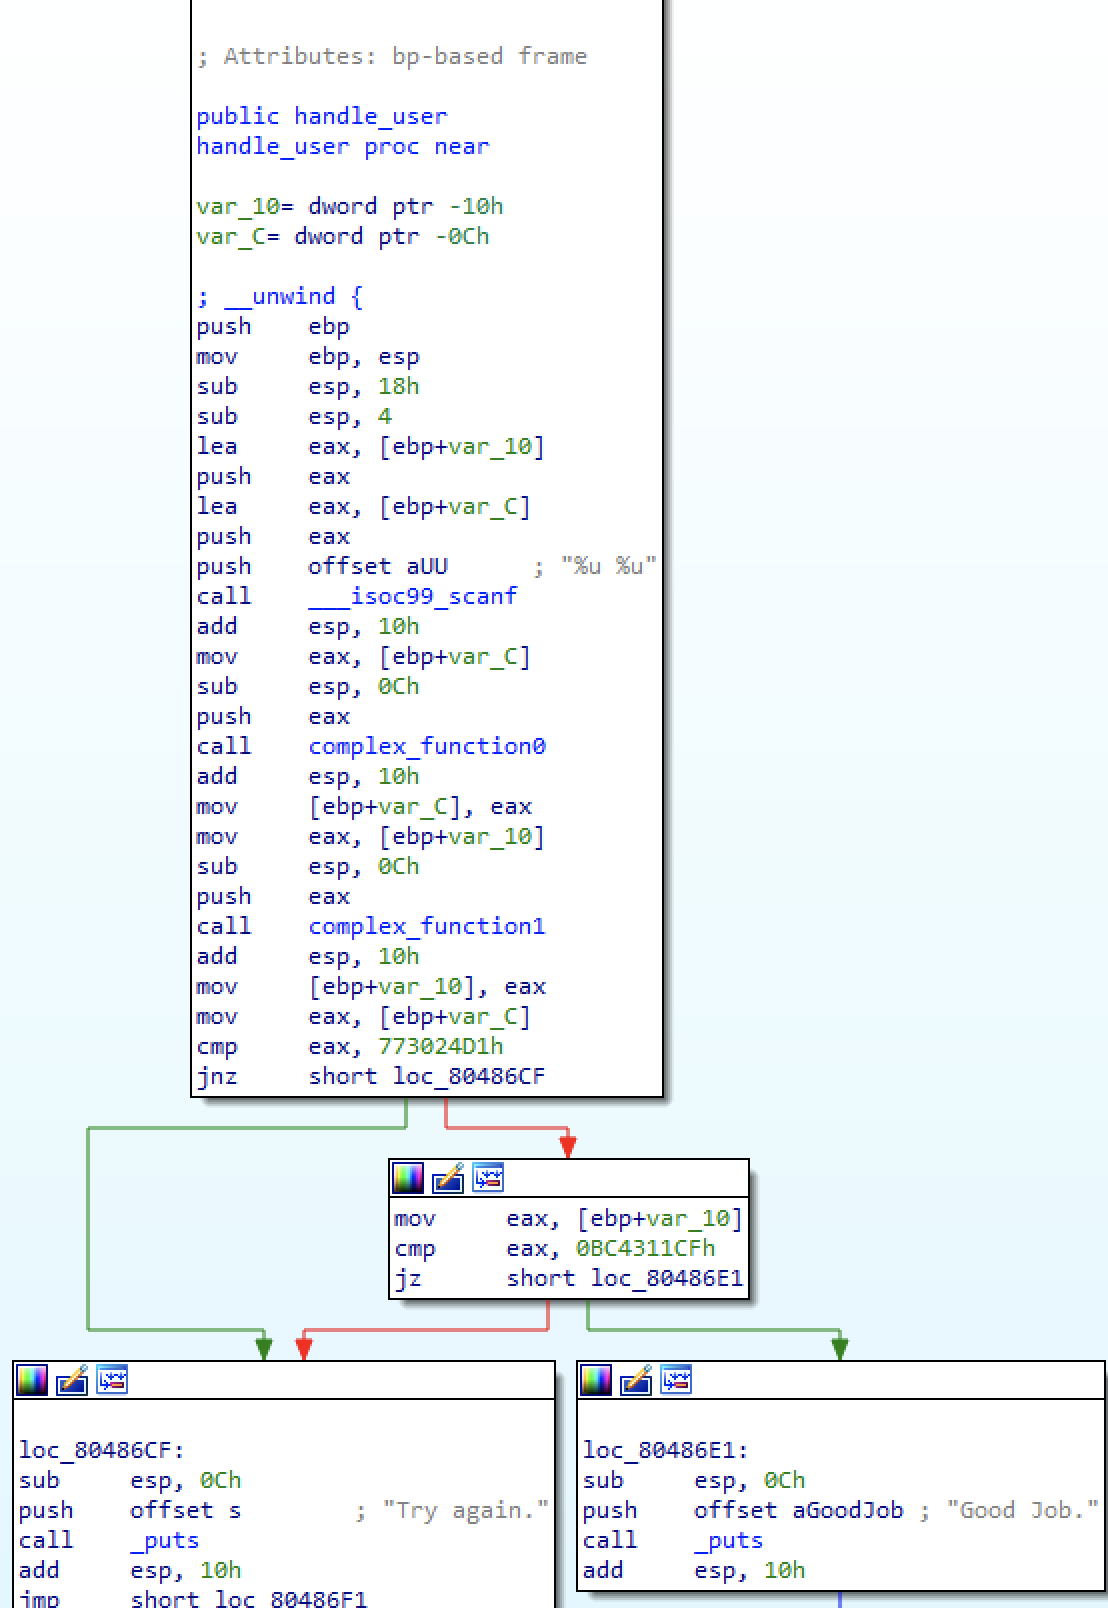 ; Attributes: bp-based frame
public handle_user
handle_user proc near
var_10= dword ptr -10h
var_C= dword ptr -0Ch
; __unwind {
push ebp
mov ebp, esp
sub esp, 18h
sub esp, 4
lea eax, [ebp+var_10]
push eax
lea eax, [ebp+var_C]
push eax
push offset aUU ; "%u %u"
call ___isoc99_scanf
add esp, 10h
mov eax, [ebp+var_C]
sub esp, 0Ch
push eax
call complex_function0
add esp, 10h
mov [ebp+var_C], eax
mov eax, [ebp+var_10]
sub esp, 0Ch
push eax
call complex_function1
add esp, 10h
mov [ebp+var_10], eax
mov eax, [ebp+var_C]
cmp eax, 773024D1h
jnz short loc_80486CF
mov eax, [ebp+var_10]
cmp eax, 0BC4311CFh
jz short loc_80486E1
loc_80486CF:
sub esp, 0Ch
push offset s ; "Try again."
call _puts
add esp, 10h
jmp short loc_80486F1
loc_80486E1:
sub esp, 0Ch
push offset aGoodJob ; "Good Job."
call _puts
add esp, 10h